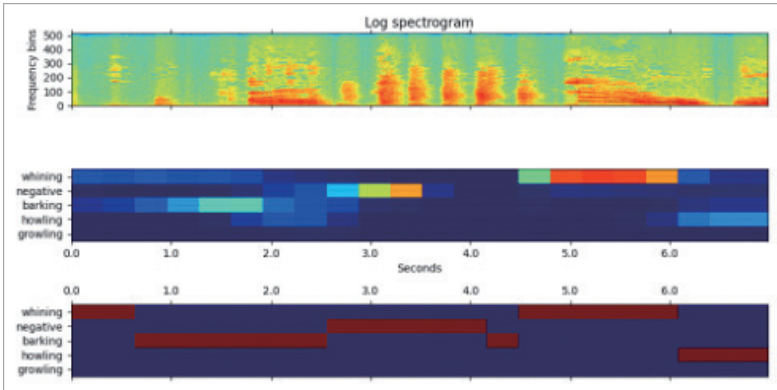 Log spectrogram
Frequency bins
500
400
300
200
100
0
whining
negative
barking
howling
growling
0.0 1.0 2.0 3.0 4.0 5.0 6.0
Seconds
0.0 1.0 2.0 3.0 4.0 5.0 6.0
whining
negative
barking
howling
growling